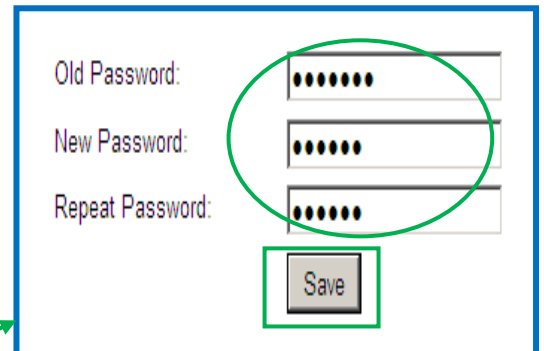 Old Password: •••••••
New Password: ••••••
Repeat Password: ••••••
Save